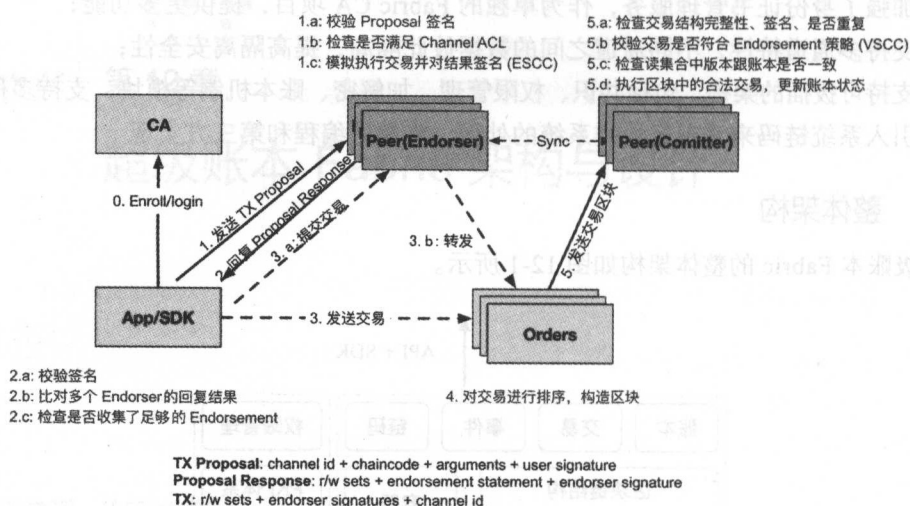 1.a: 校验 Proposal 签名
1.b: 检查是否满足 Channel ACL
1.c: 模拟执行交易并对结果签名 (ESCC)
5.a: 检查交易结构完整性、签名、是否重复
5.b: 校验交易是否符合 Endorsement 策略 (VSCC)
5.c: 检查读集合中版本跟账本是否一致
5.d: 执行区块中的合法交易，更新账本状态
CA
Peer(Endorser)
Sync
Peer(Comitter)
0. Enroll/login
1. 发送 TX Proposal
2. 回复 Proposal Response
3. a: 提交交易
3. b: 转发
5. 发送交易区块
App/SDK
3. 发送交易
Orders
2.a: 校验签名
2.b: 比对多个 Endorser的回复结果
2.c: 检查是否收集了足够的 Endorsement
4. 对交易进行排序，构造区块
TX Proposal: channel id + chaincode + arguments + user signature
Proposal Response: r/w sets + endorsement statement + endorser signature
TX: r/w sets + endorser signatures + channel id